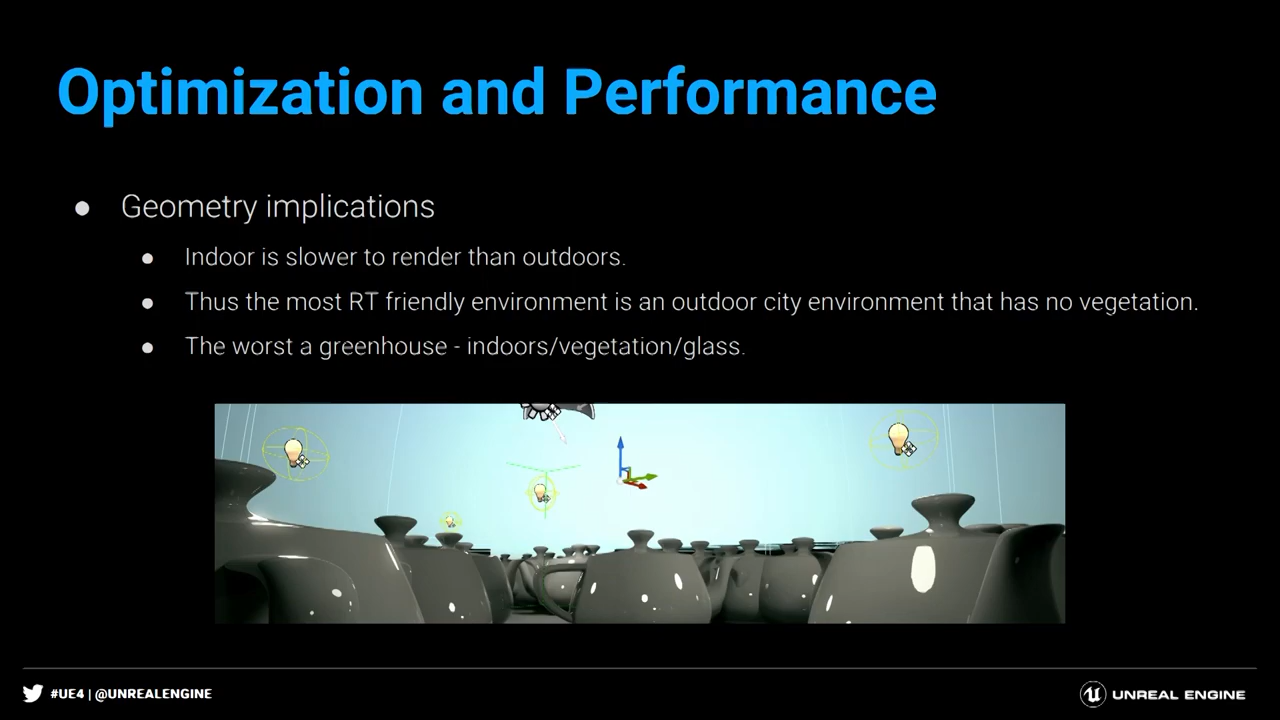 Optimization and Performance
Geometry implications
Indoor is slower to render than outdoors.
Thus the most RT friendly environment is an outdoor city environment that has no vegetation.
The worst a greenhouse - indoors/vegetation/glass.
#UE4 | @UNREALENGINE
UNREAL ENGINE